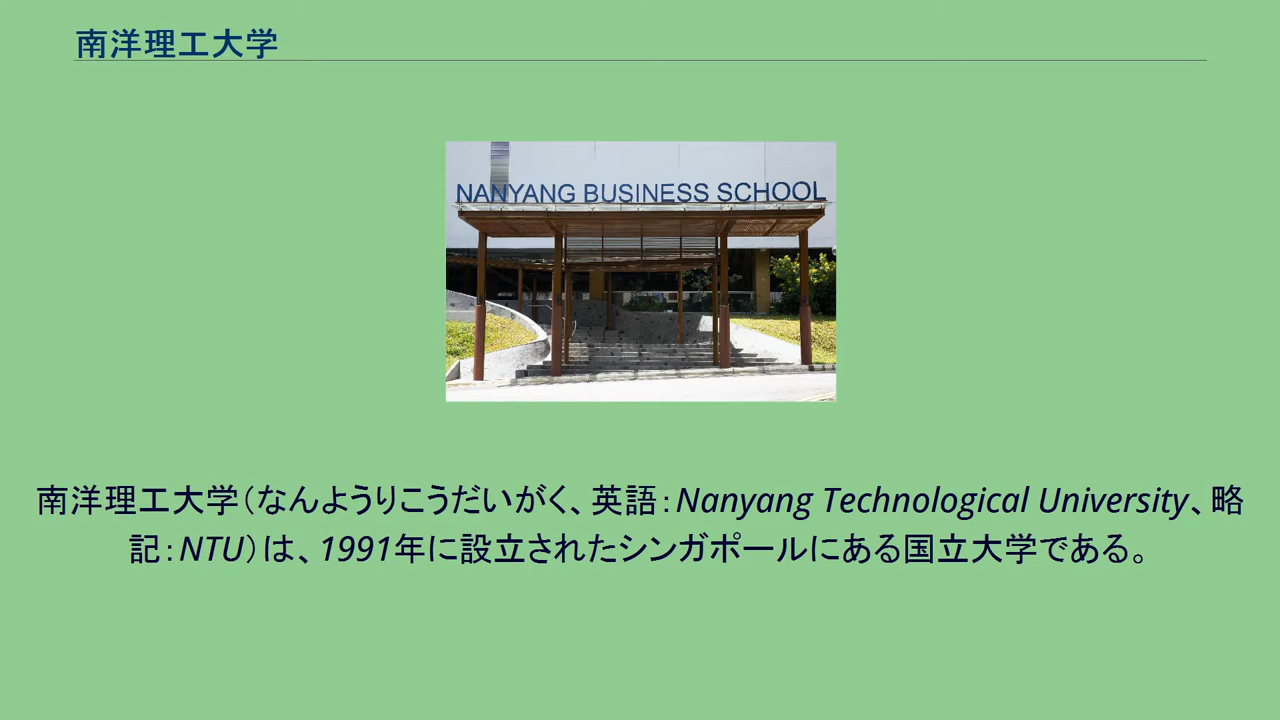 南洋理工大学
NANYANG BUSINESS SCHOOL
南洋理工大学(なんようりこうだいがく、英語:Nanyang Technological University、略
記:NTU)は、1991年に設立されたシンガポールにある国立大学である。